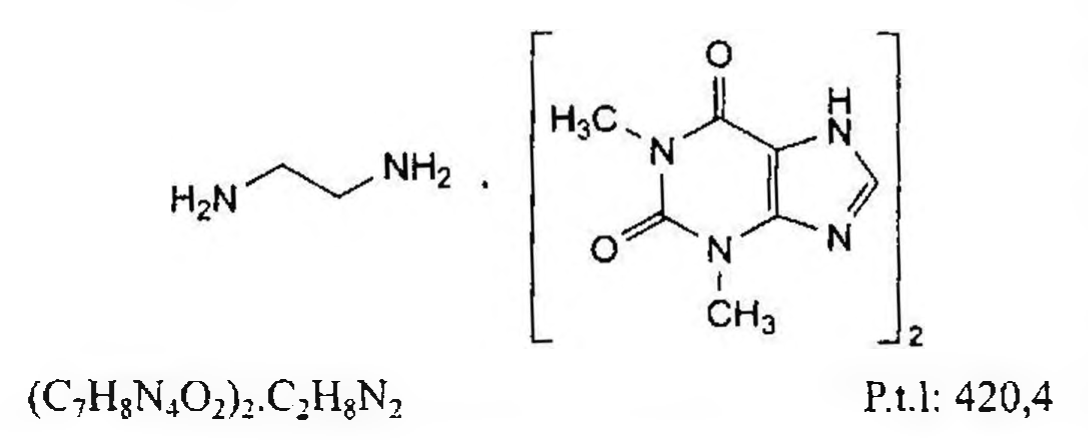 O
H
H₃C
N
N
NH₂
H₂N
.
O
N
N
CH₃
2
(C₇H₈N₄O₂)₂.C₂H₈N₂
P.t.l: 420,4